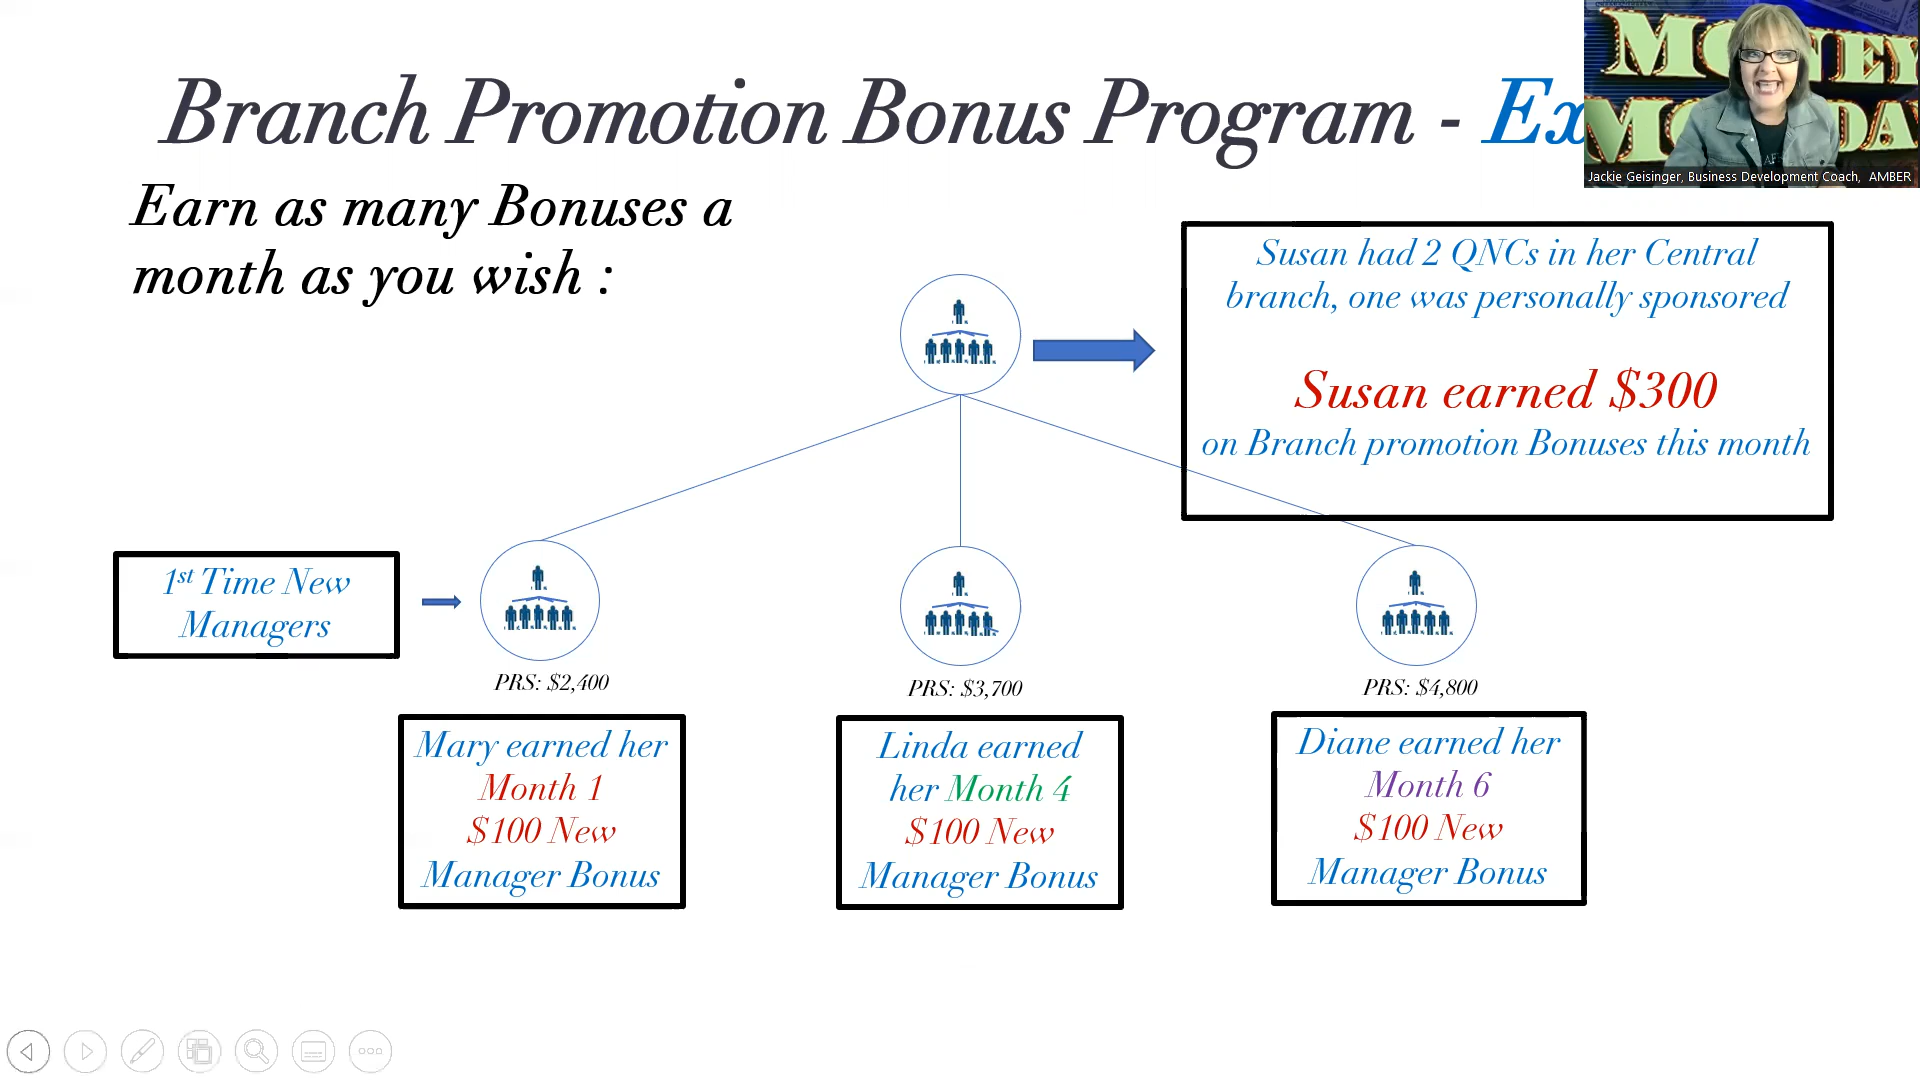 Branch Promotion Bonus Program - Ex
MONEY
MONDA
Jackie Geisinger, Business Development Coach, AMBER
Earn as many Bonuses a
month as you wish :
Susan had 2 QNCs in her Central
branch, one was personally sponsored
Susan earned $300
on Branch promotion Bonuses this month
1st Time New
Managers
PRS: $2,400
PRS: $3,700
PRS: $4,800
Mary earned her
Month 1
$100 New
Manager Bonus
Linda earned
her Month 4
$100 New
Manager Bonus
Diane earned her
Month 6
$100 New
Manager Bonus